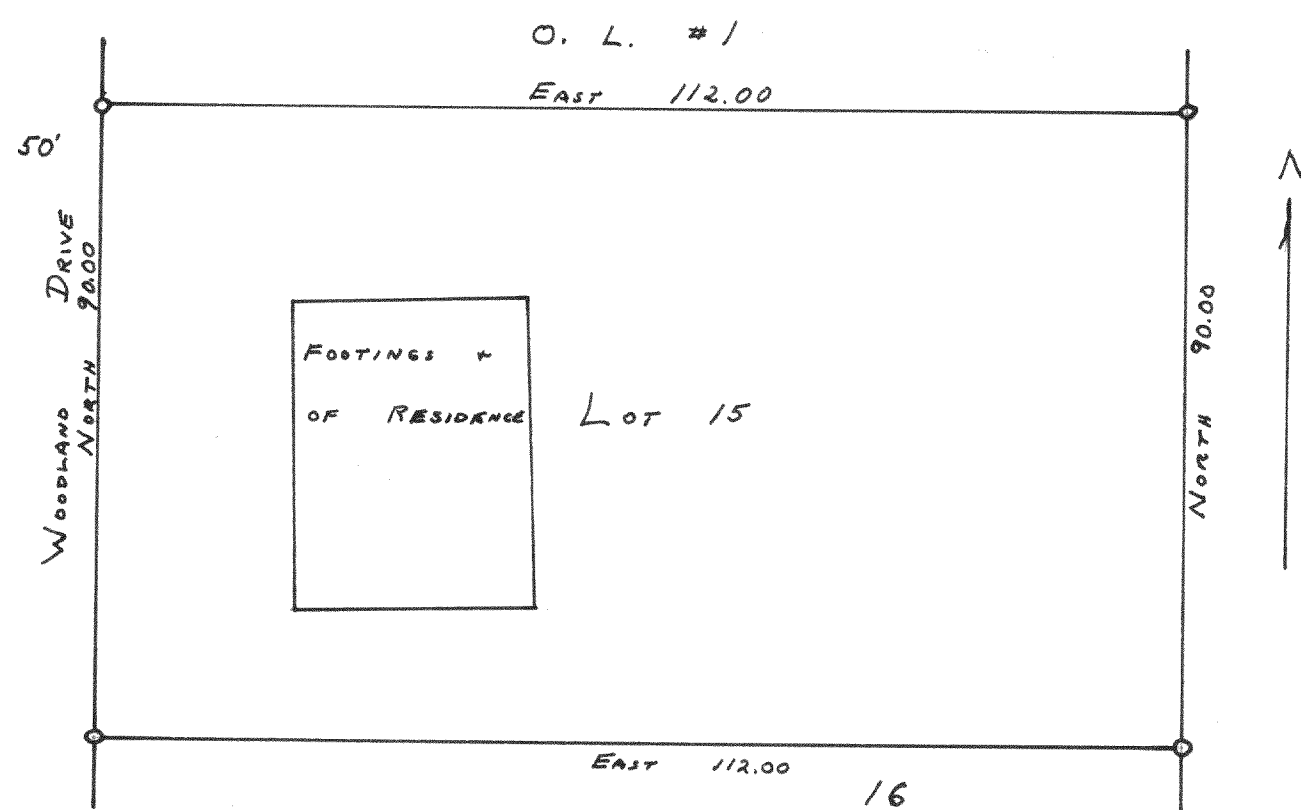 O. L. #1
EAST 112.00
50'
WOODLAND DRIVE
NORTH 90.00
FOOTINGS +
OF RESIDENCE
LOT 15
NORTH 90.00
N
EAST 112.00
16